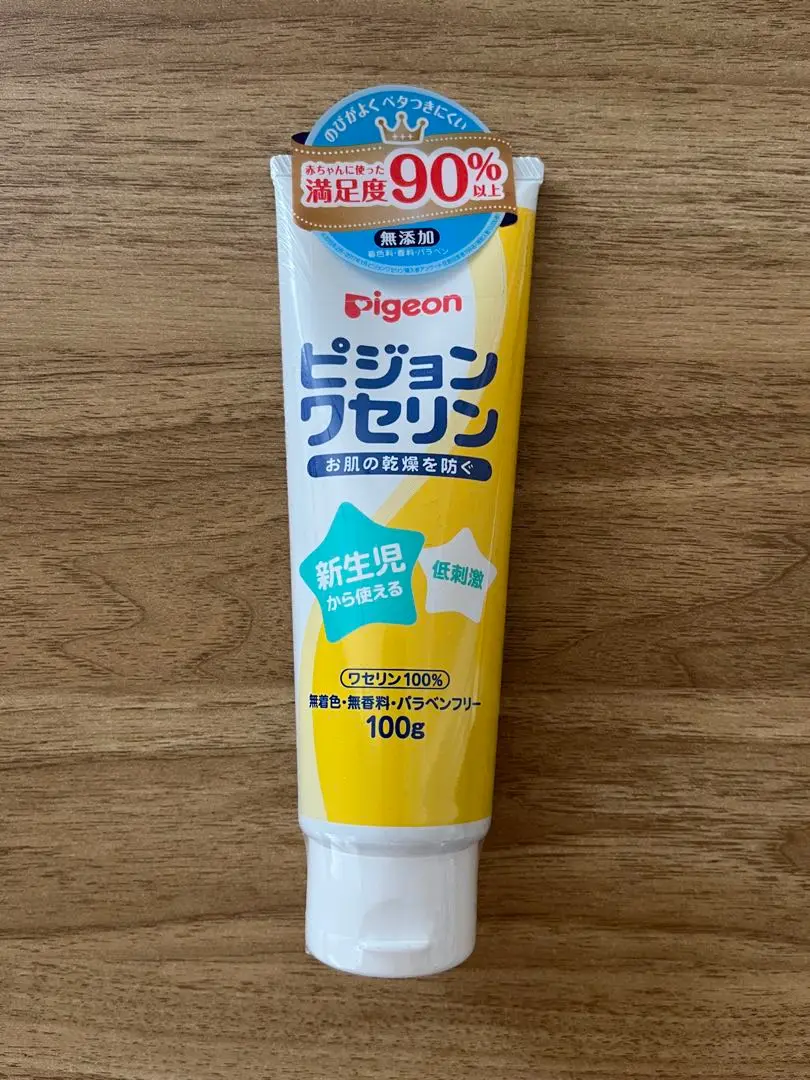 のびがよくベタつきにくい
赤ちゃんに使った
満足度90%以上
無添加
着色料・香料・パラベン
Pigeon
ピジョン
ワセリン
お肌の乾燥を防ぐ
新生児
から使える
低刺激
ワセリン100%
無着色・無香料・パラベンフリー
100g